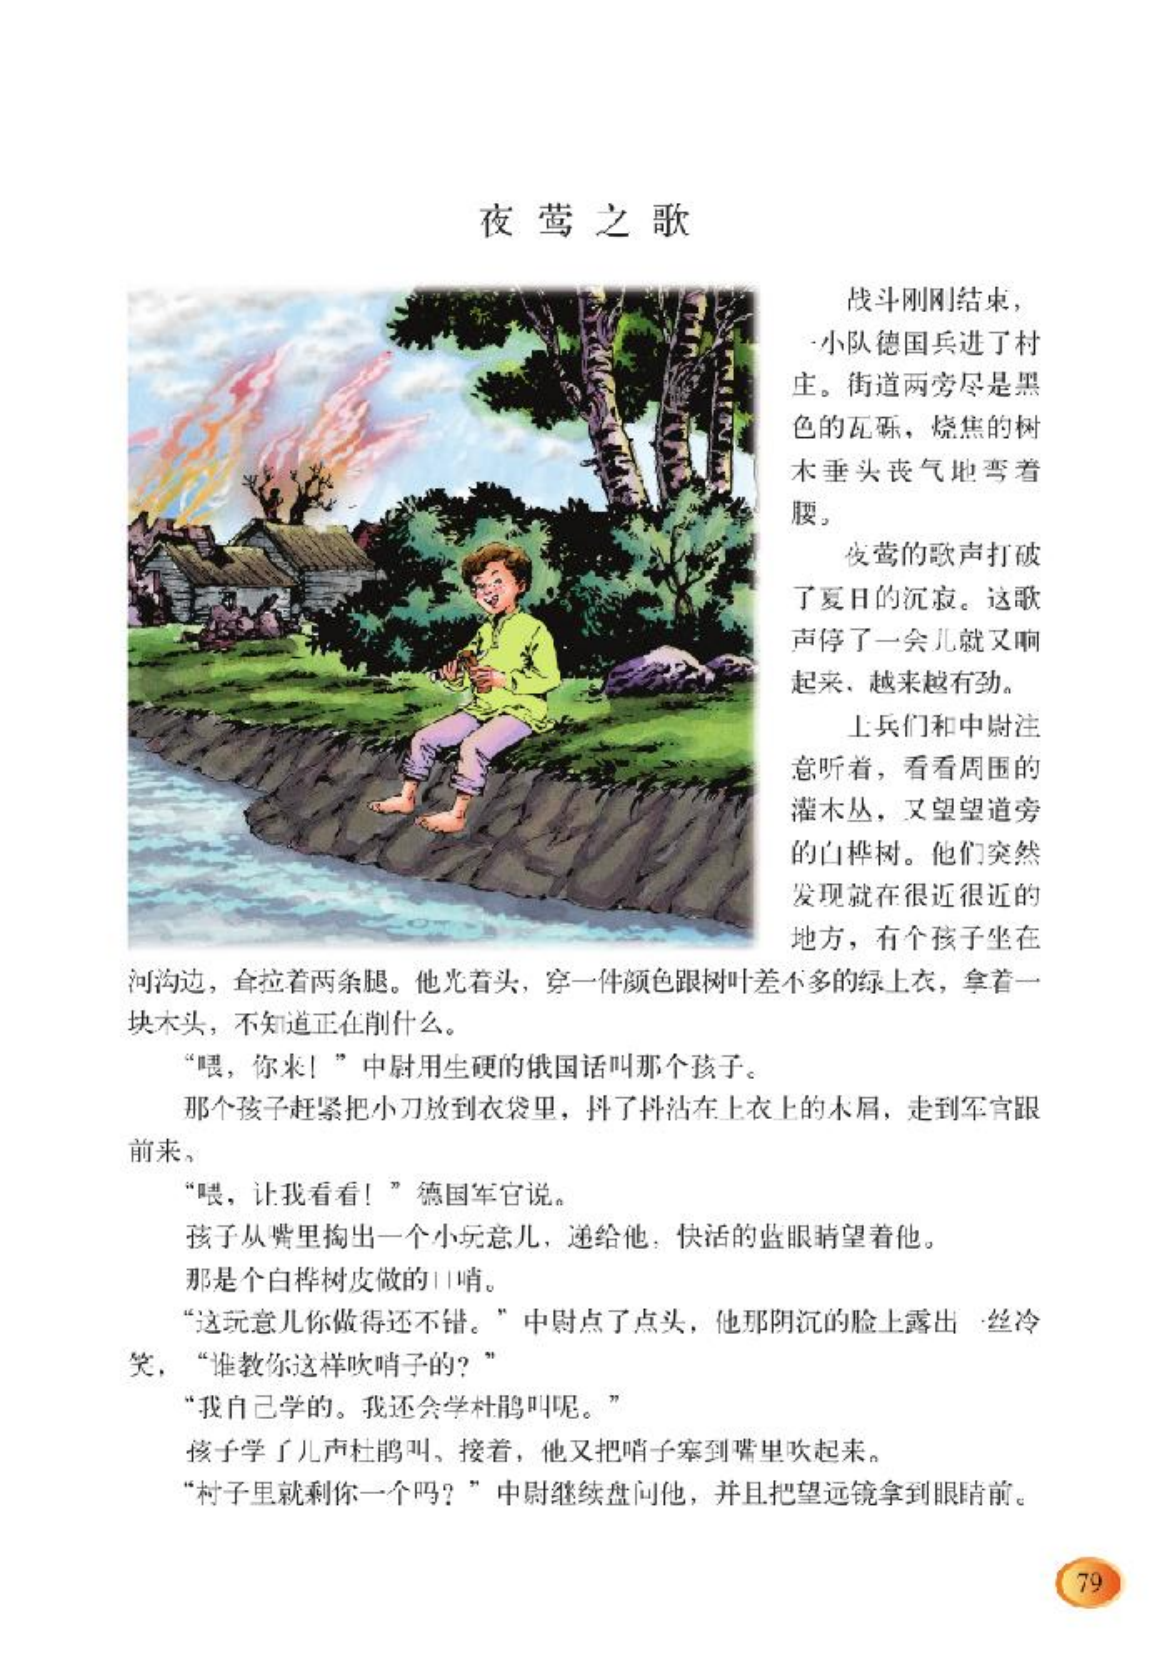 夜莺之歌
战斗刚刚结束，
一小队德国兵进了村
庄。街道两旁尽是黑
色的瓦砾，烧焦的树
木垂头丧气地弯着
腰。
夜莺的歌声打破
了夏日的沉寂。这歌
声停了一会儿就又响
起来，越来越有劲。
士兵们和中尉注
意听着，看看周围的
灌木丛，又望望道旁
的白桦树。他们突然
发现就在很近很近的
地方，有个孩子坐在
河沟边，耷拉着两条腿。他光着头，穿一件颜色跟树叶差不多的绿上衣，拿着一
块木头，不知道正在削什么。
“喂，你来！”中尉用生硬的俄国话叫那个孩子。
那个孩子赶紧把小刀放到衣袋里，抖了抖沾在上衣上的木屑，走到军官跟
前来。
“喂，让我看看！”德国军官说。
孩子从嘴里掏出一个小玩意儿，递给他，快活的蓝眼睛望着他。
那是个白桦树皮做的口哨。
“这玩意儿你做得还不错。”中尉点了点头，他那阴沉的脸上露出一丝冷
笑，“谁教你这样吹哨子的？”
“我自己学的。我还会学杜鹃叫呢。”
孩子学了几声杜鹃叫。接着，他又把哨子塞到嘴里吹起来。
“村子里就剩你一个吗？”中尉继续盘问他，并且把望远镜拿到眼睛前。
79